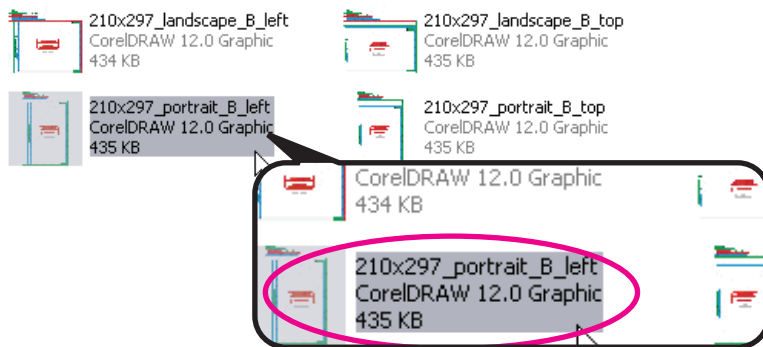 210x297_landscape_B_left
CorelDRAW 12.0 Graphic
434 KB
210x297_landscape_B_top
CorelDRAW 12.0 Graphic
435 KB
210x297_portrait_B_left
CorelDRAW 12.0 Graphic
435 KB
210x297_portrait_B_top
CorelDRAW 12.0 Graphic
435 KB
CorelDRAW 12.0 Graphic
434 KB
210x297_portrait_B_left
CorelDRAW 12.0 Graphic
435 KB